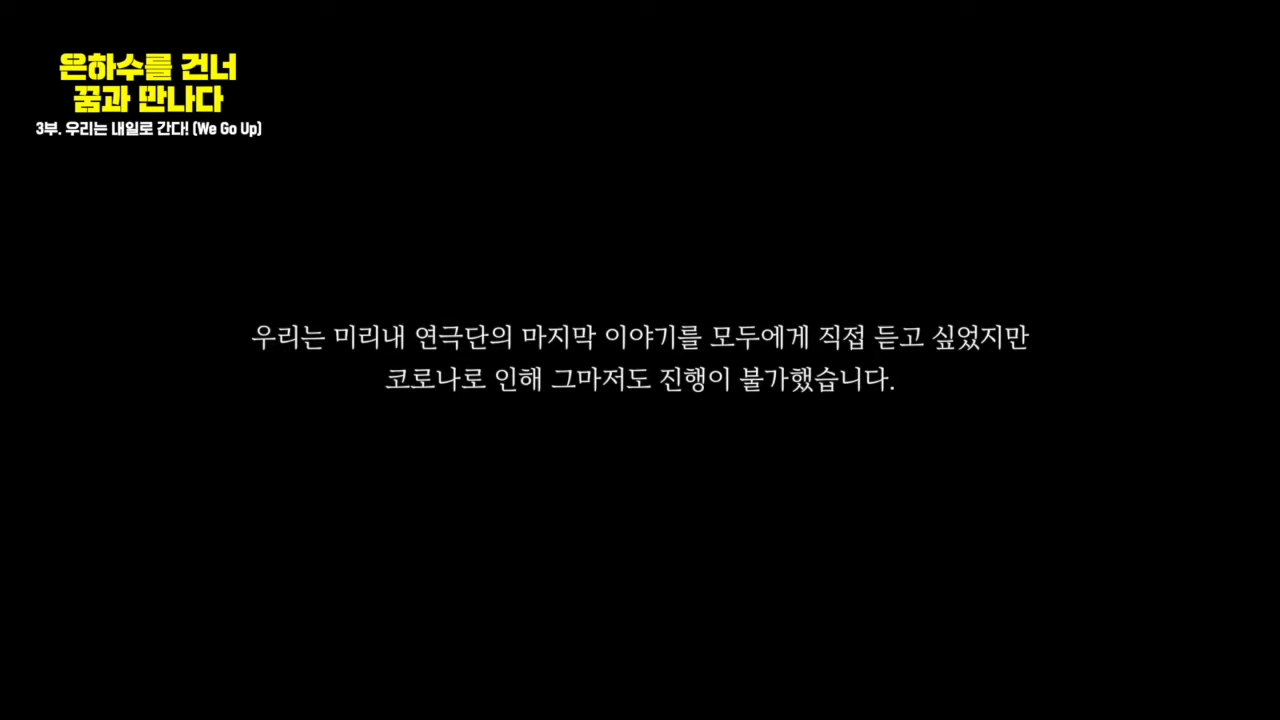 은하수를 건너
꿈과 만나다
3부. 우리는 내일로 간다! (We Go Up)
우리는 미리내 연극단의 마지막 이야기를 모두에게 직접 듣고 싶었지만
코로나로 인해 그마저도 진행이 불가했습니다.